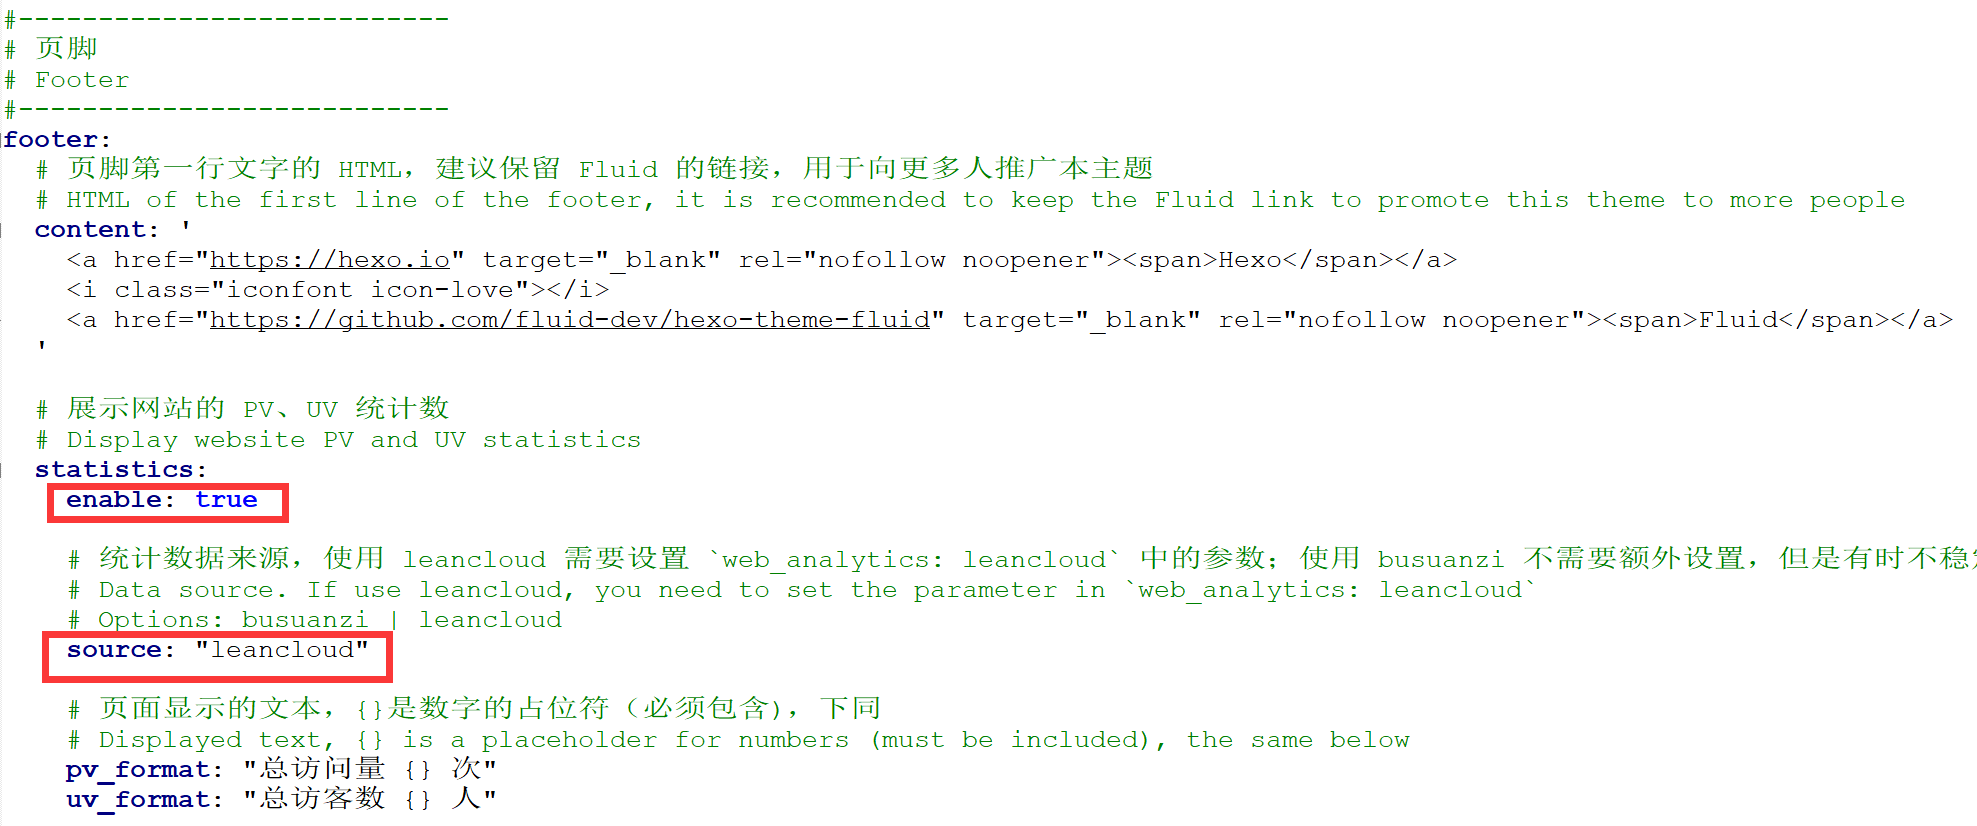 #---------------------------
# 页脚
# Footer
#---------------------------
footer:
# 页脚第一行文字的 HTML，建议保留 Fluid 的链接，用于向更多人推广本主题
# HTML of the first line of the footer, it is recommended to keep the Fluid link to promote this theme to more people
content: '
<a href="https://hexo.io" target="_blank" rel="nofollow noopener"><span>Hexo</span></a>
<i class="iconfont icon-love"></i>
<a href="https://github.com/fluid-dev/hexo-theme-fluid" target="_blank" rel="nofollow noopener"><span>Fluid</span></a>
'
# 展示网站的 PV、UV 统计数
# Display website PV and UV statistics
statistics:
enable: true
# 统计数据来源，使用 leancloud 需要设置 `web_analytics: leancloud` 中的参数；使用 busuanzi 不需要额外设置，但是有时不稳
# Data source. If use leancloud, you need to set the parameter in `web_analytics: leancloud`
# Options: busuanzi | leancloud
source: "leancloud"
# 页面显示的文本，{}是数字的占位符（必须包含)，下同
# Displayed text, {} is a placeholder for numbers (must be included), the same below
pv_format: "总访问量 {} 次"
uv_format: "总访客数 {} 人"